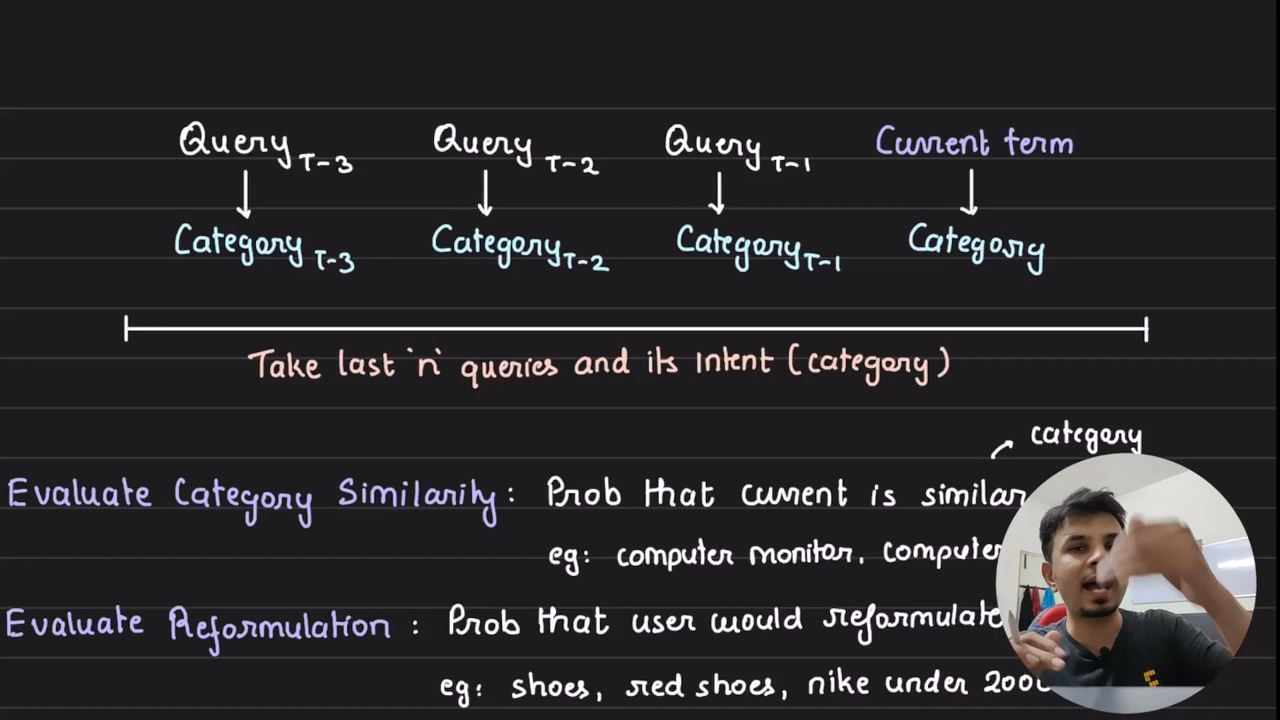 Query T-3 Query T-2 Query T-1 Current term
Category T-3 Category T-2 Category T-1 Category
Take last 'n' queries and its intent (category)
category
Evaluate Category Similarity : Prob that current is similar
eg: computer monitor, computer
Evaluate Reformulation : Prob that user would reformulate
eg: shoes, red shoes, nike under 2000